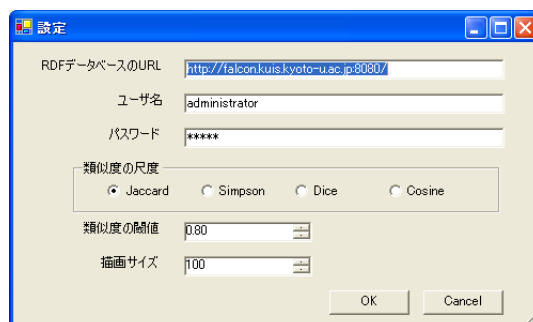 設定
RDFデータベースのURL http://falcon.kuis.kyoto-u.ac.jp:8080/
ユーザ名 administrator
パスワード *****
類似度の尺度
Jaccard Simpson Dice Cosine
類似度の閾値 0.80
描画サイズ 100
OK Cancel